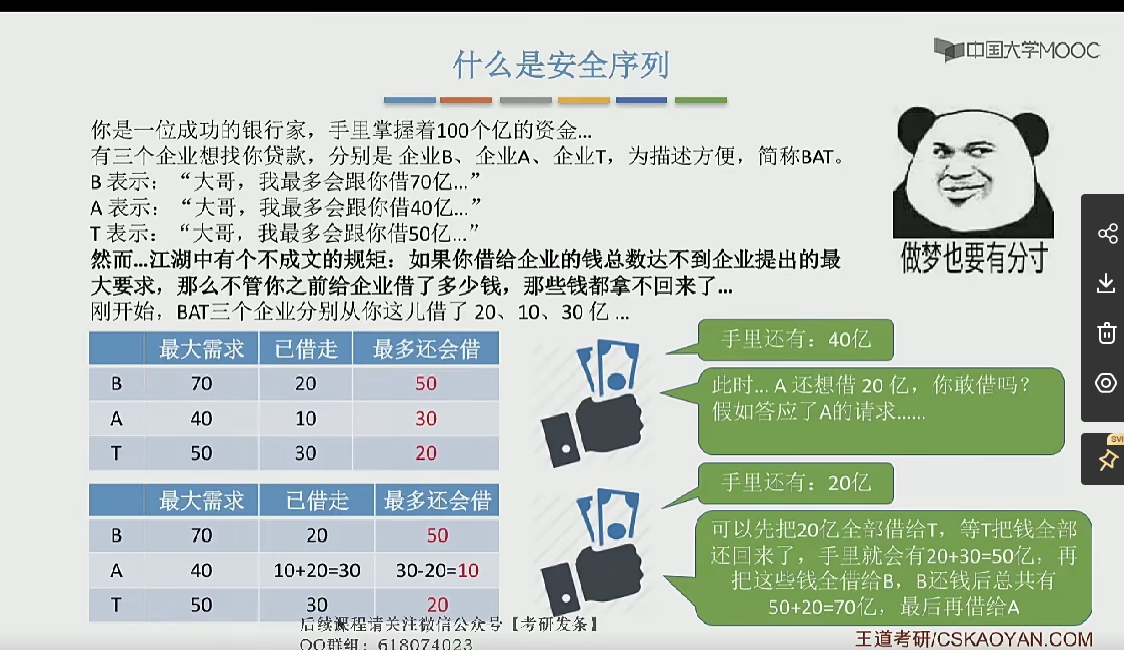 中国大学MOOC
什么是安全序列
你是一位成功的银行家，手里掌握着100个亿的资金...
有三个企业想找你贷款，分别是 企业B、企业A、企业T，为描述方便，简称BAT。
B 表示：“大哥，我最多会跟你借70亿...”
A 表示：“大哥，我最多会跟你借40亿...”
T 表示：“大哥，我最多会跟你借50亿...”
然而...江湖中有个不成文的规矩：如果你借给企业的钱总数达不到企业提出的最
大要求，那么不管你之前给企业借了多少钱，那些钱都拿不回来了...
刚开始，BAT三个企业分别从你这儿借了 20、10、30 亿 ...
做梦也要有分寸
最大需求 已借走 最多还会借
B 70 20 50
A 40 10 30
T 50 30 20
手里还有：40亿
此时... A 还想借 20 亿，你敢借吗？
假如答应了A的请求......
最大需求 已借走 最多还会借
B 70 20 50
A 40 10+20=30 30-20=10
T 50 30 20
手里还有：20亿
可以先把20亿全部借给T，等T把钱全部
还回来了，手里就会有20+30=50亿，再
把这些钱全借给B，B还钱后总共有
50+20=70亿，最后再借给A
后续课程请关注微信公众号【考研发条】
QQ群组：618074023
王道考研/CSKAOYAN.COM
SVI